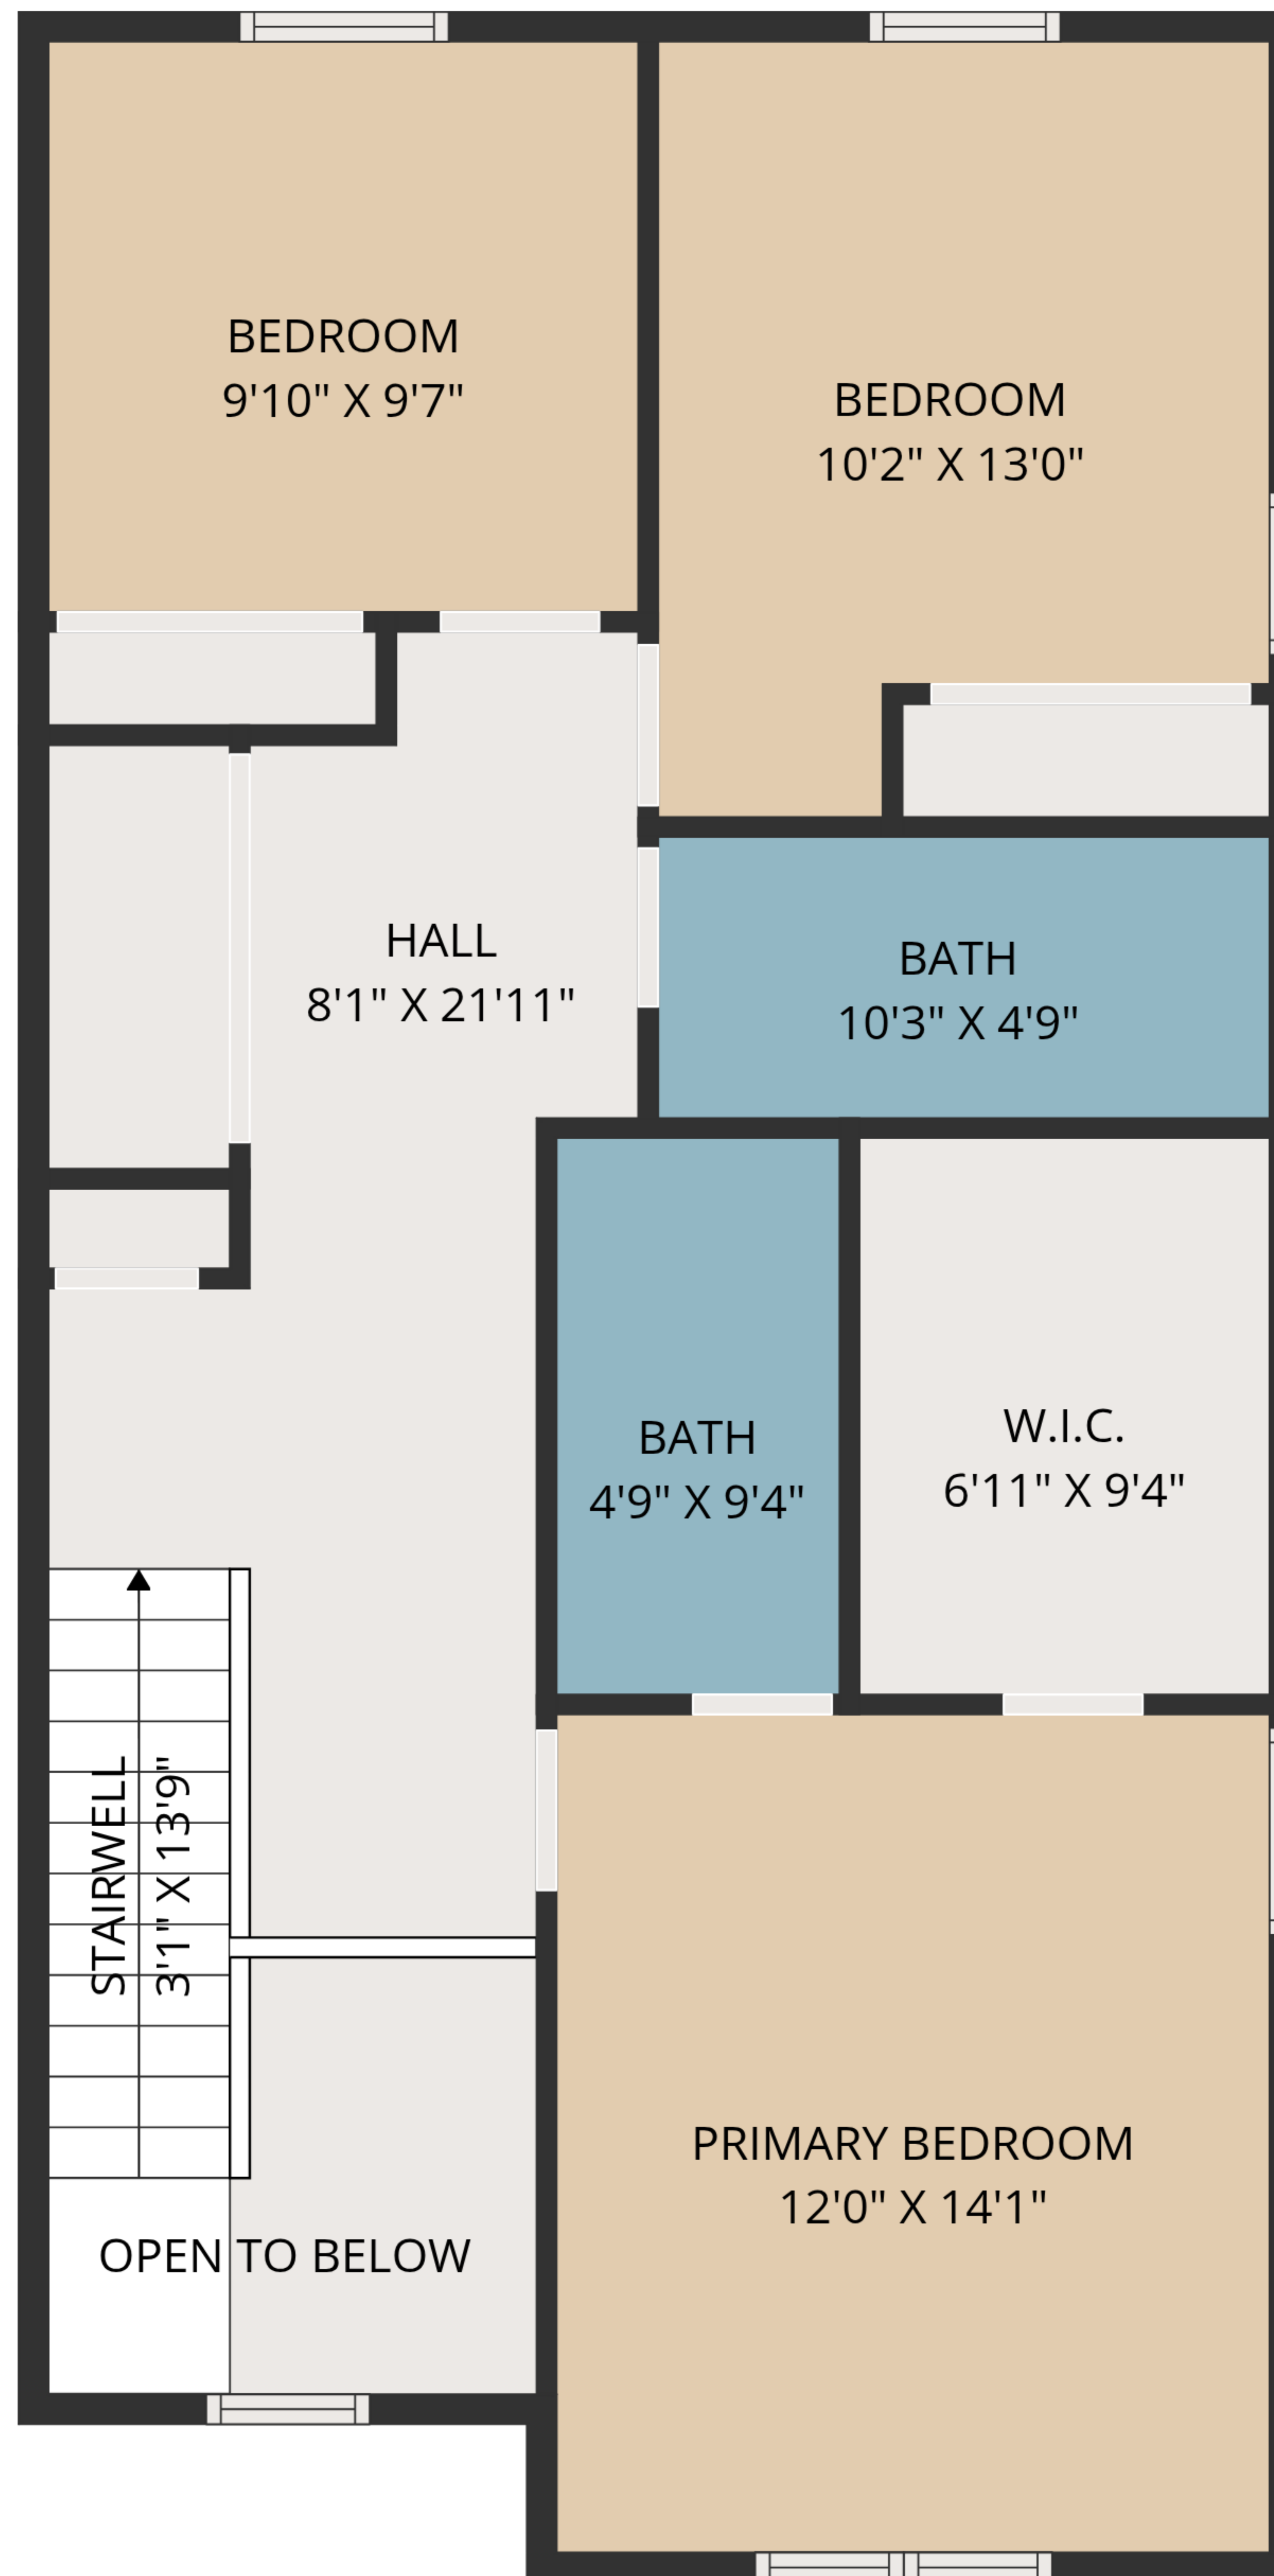 BEDROOM
9'10" X 9'7"
BEDROOM
10'2" X 13'0"
HALL
8'1" X 21'11"
BATH
10'3" X 4'9"
BATH
4'9" X 9'4"
W.I.C.
6'11" X 9'4"
STAIRWELL
3'1" X 13'9"
PRIMARY BEDROOM
12'0" X 14'1"
OPEN TO BELOW